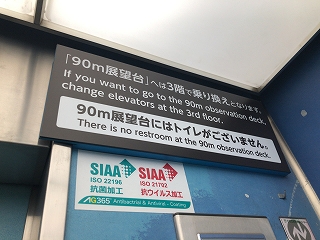 「90m展望台」へは3階で乗り換えとなります。
If you want to go to the 90m observation deck,
change elevators at the 3rd floor.
90m展望台にはトイレがございません。
There is no restroom at the 90m observation deck.
SIAA
ISO 22196
抗菌加工
SIAA
ISO 21702
抗ウイルス加工
AG365 Antibacterial & Antiviral - Coating